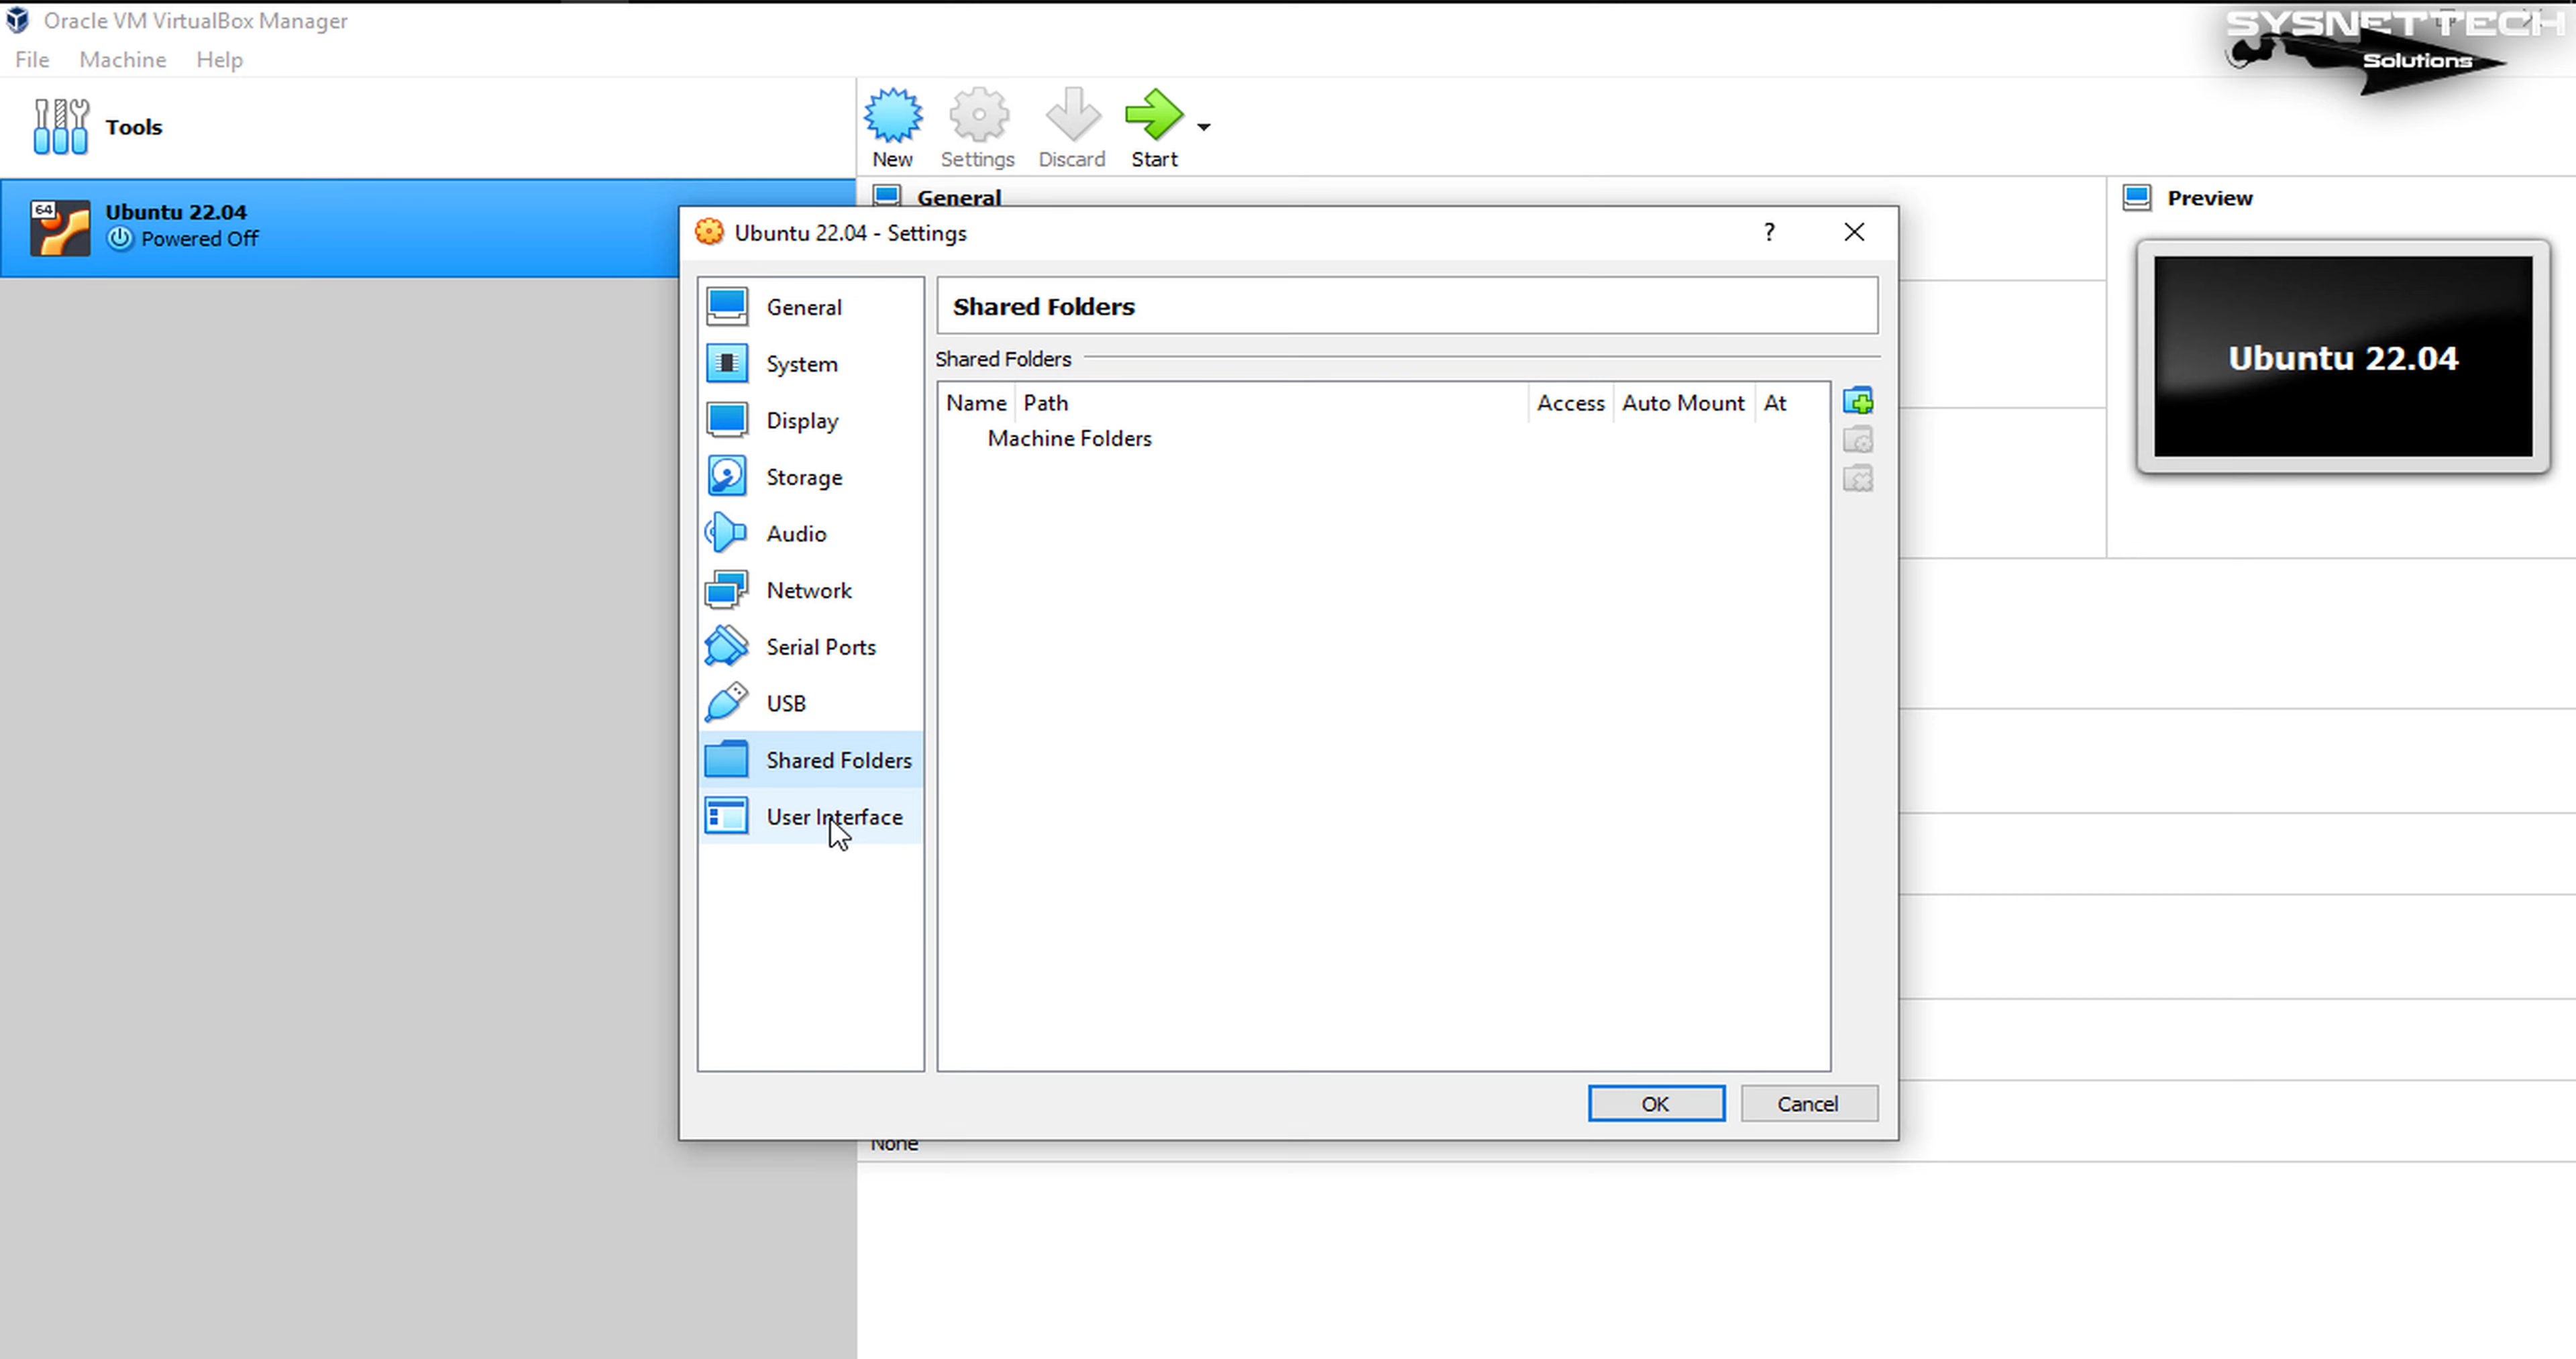 Oracle VM VirtualBox Manager
SYSNETTECH
Solutions
File Machine Help
Tools
New Settings Discard Start
64
Ubuntu 22.04
Powered Off
General
Preview
Ubuntu 22.04
Ubuntu 22.04 - Settings
?
General
System
Display
Storage
Audio
Network
Serial Ports
USB
Shared Folders
User Interface
Shared Folders
Shared Folders
Name Path Access Auto Mount At
Machine Folders
OK Cancel
None